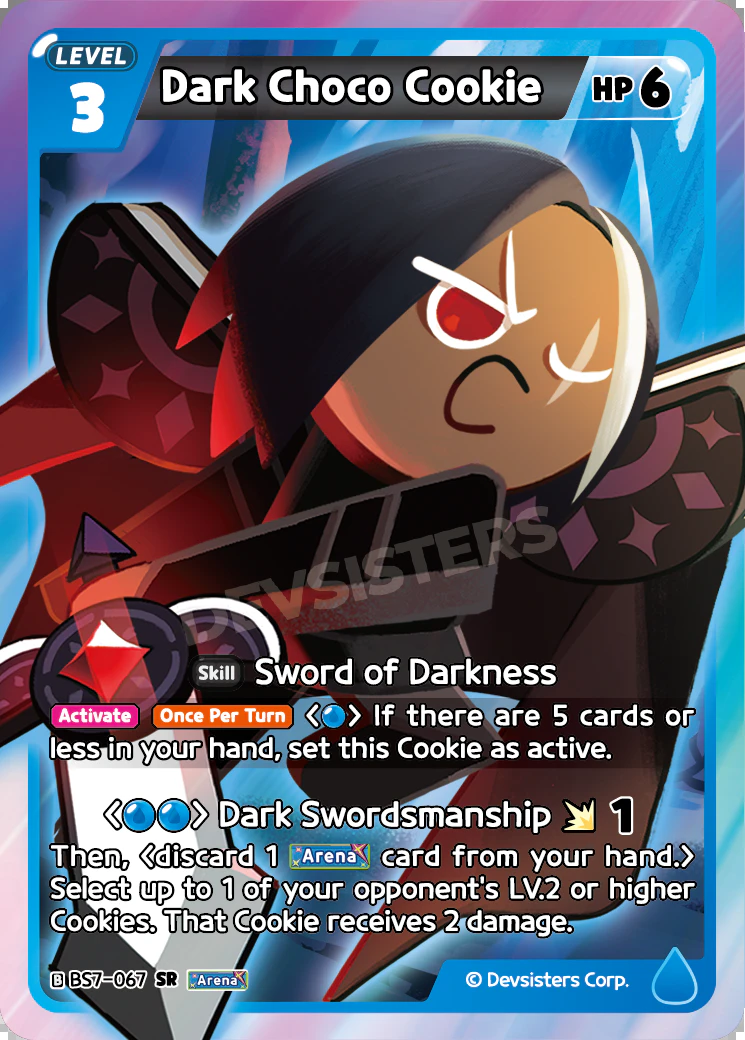 LEVEL
3
Dark Choco Cookie
HP 6
DEVSISTERS
Skill Sword of Darkness
Activate Once Per Turn < > If there are 5 cards or
less in your hand, set this Cookie as active.
< > Dark Swordsmanship 1
Then, <discard 1 Arena card from your hand.>
Select up to 1 of your opponent's LV.2 or higher
Cookies. That Cookie receives 2 damage.
B BS7-067 SR Arena
© Devsisters Corp.